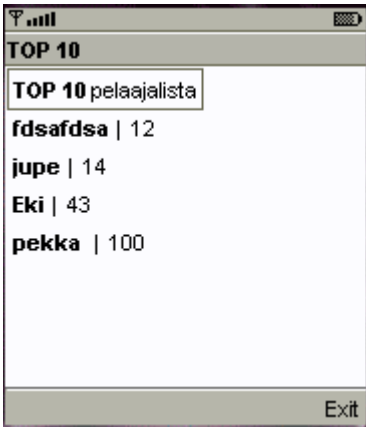 TOP 10
TOP 10 pelaajalista
fdsafdsa | 12
jupe | 14
Eki | 43
pekka | 100
Exit